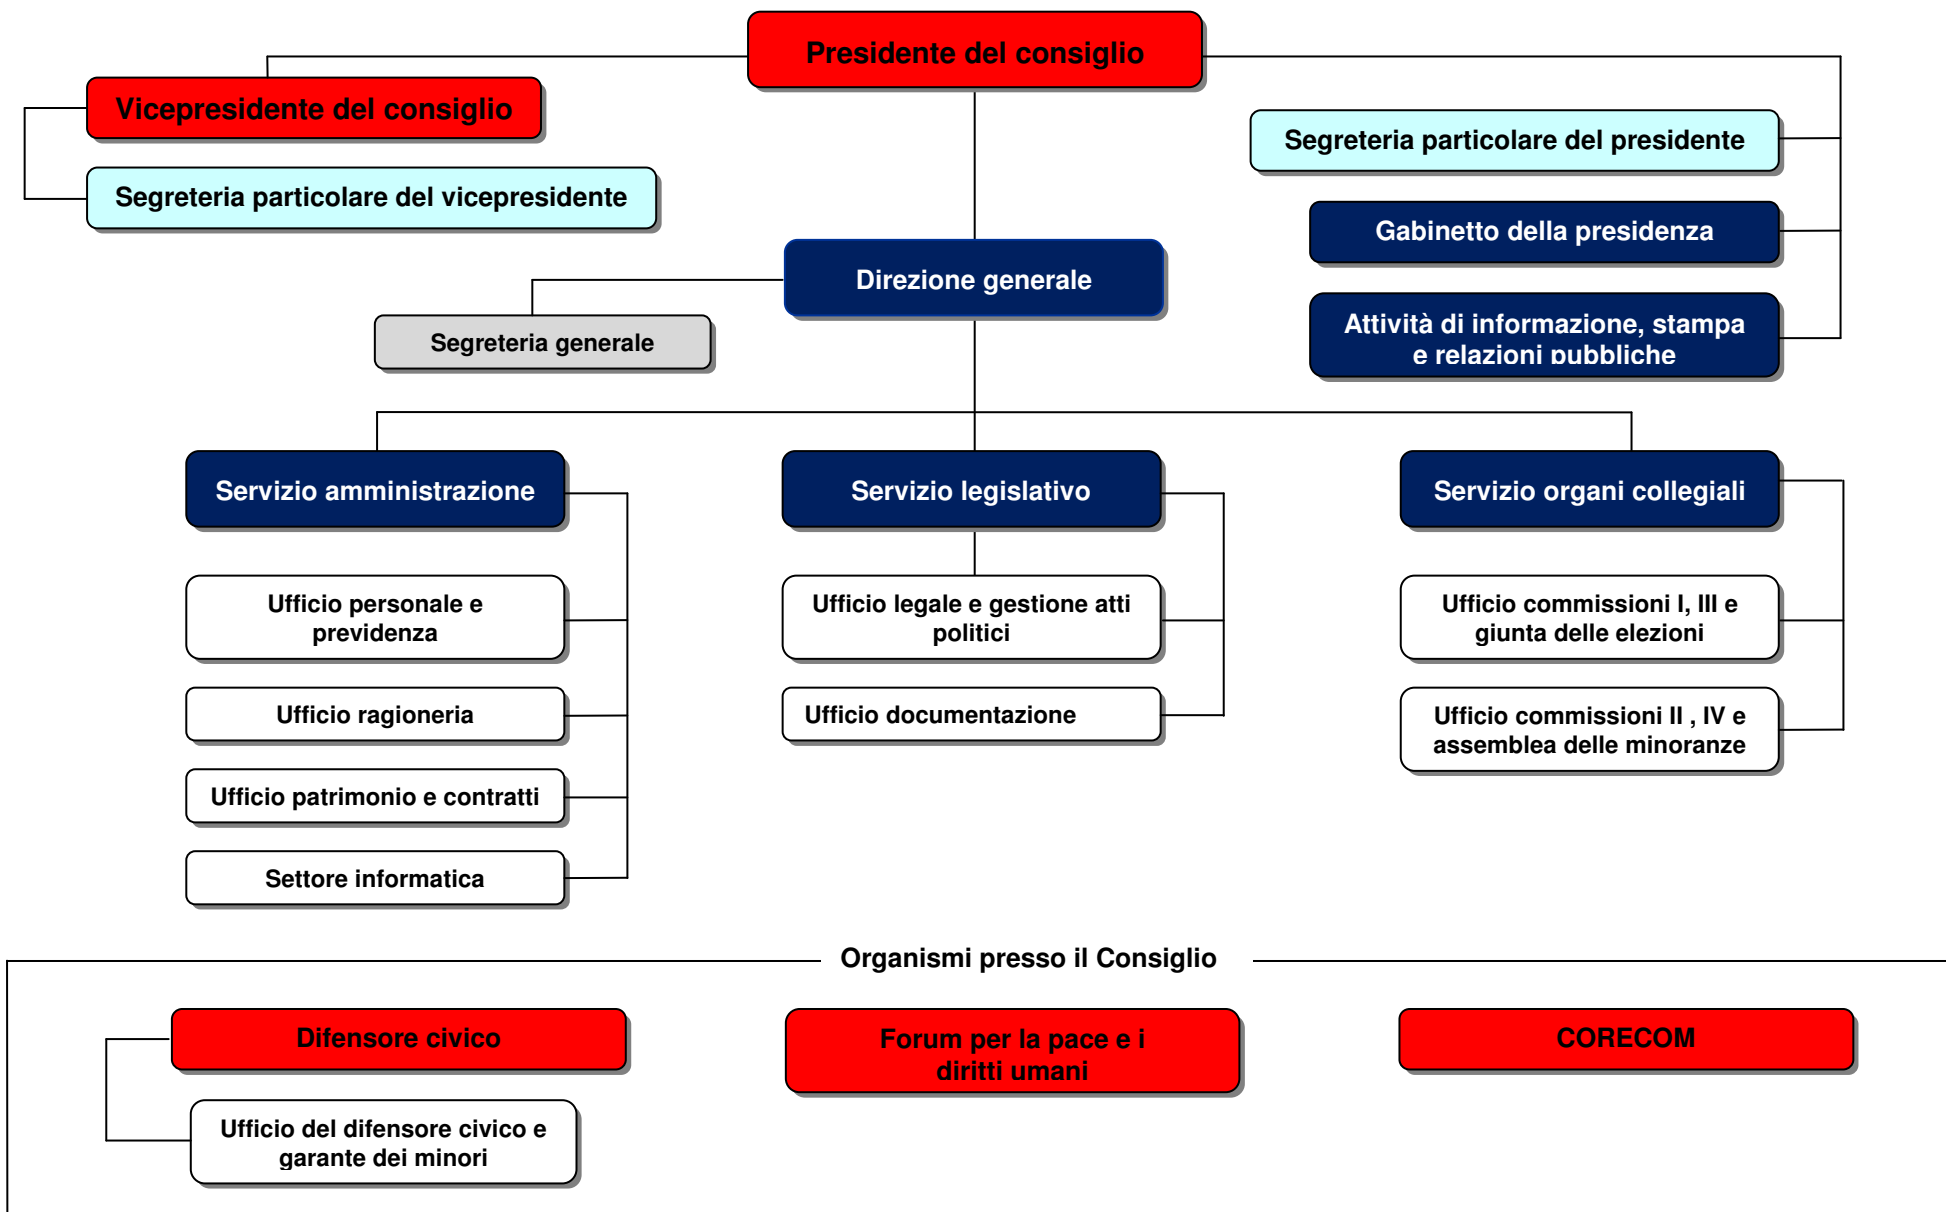 Presidente del consiglio
Vicepresidente del consiglio
Segreteria particolare del presidente
Segreteria particolare del vicepresidente
Gabinetto della presidenza
Direzione generale
Attività di informazione, stampa
e relazioni pubbliche
Segreteria generale
Servizio amministrazione
Servizio legislativo
Servizio organi collegiali
Ufficio personale e
previdenza
Ufficio legale e gestione atti
politici
Ufficio commissioni I, III e
giunta delle elezioni
Ufficio ragioneria
Ufficio documentazione
Ufficio commissioni II , IV e
assemblea delle minoranze
Ufficio patrimonio e contratti
Settore informatica
Organismi presso il Consiglio
Difensore civico
Forum per la pace e i
diritti umani
CORECOM
Ufficio del difensore civico e
garante dei minori